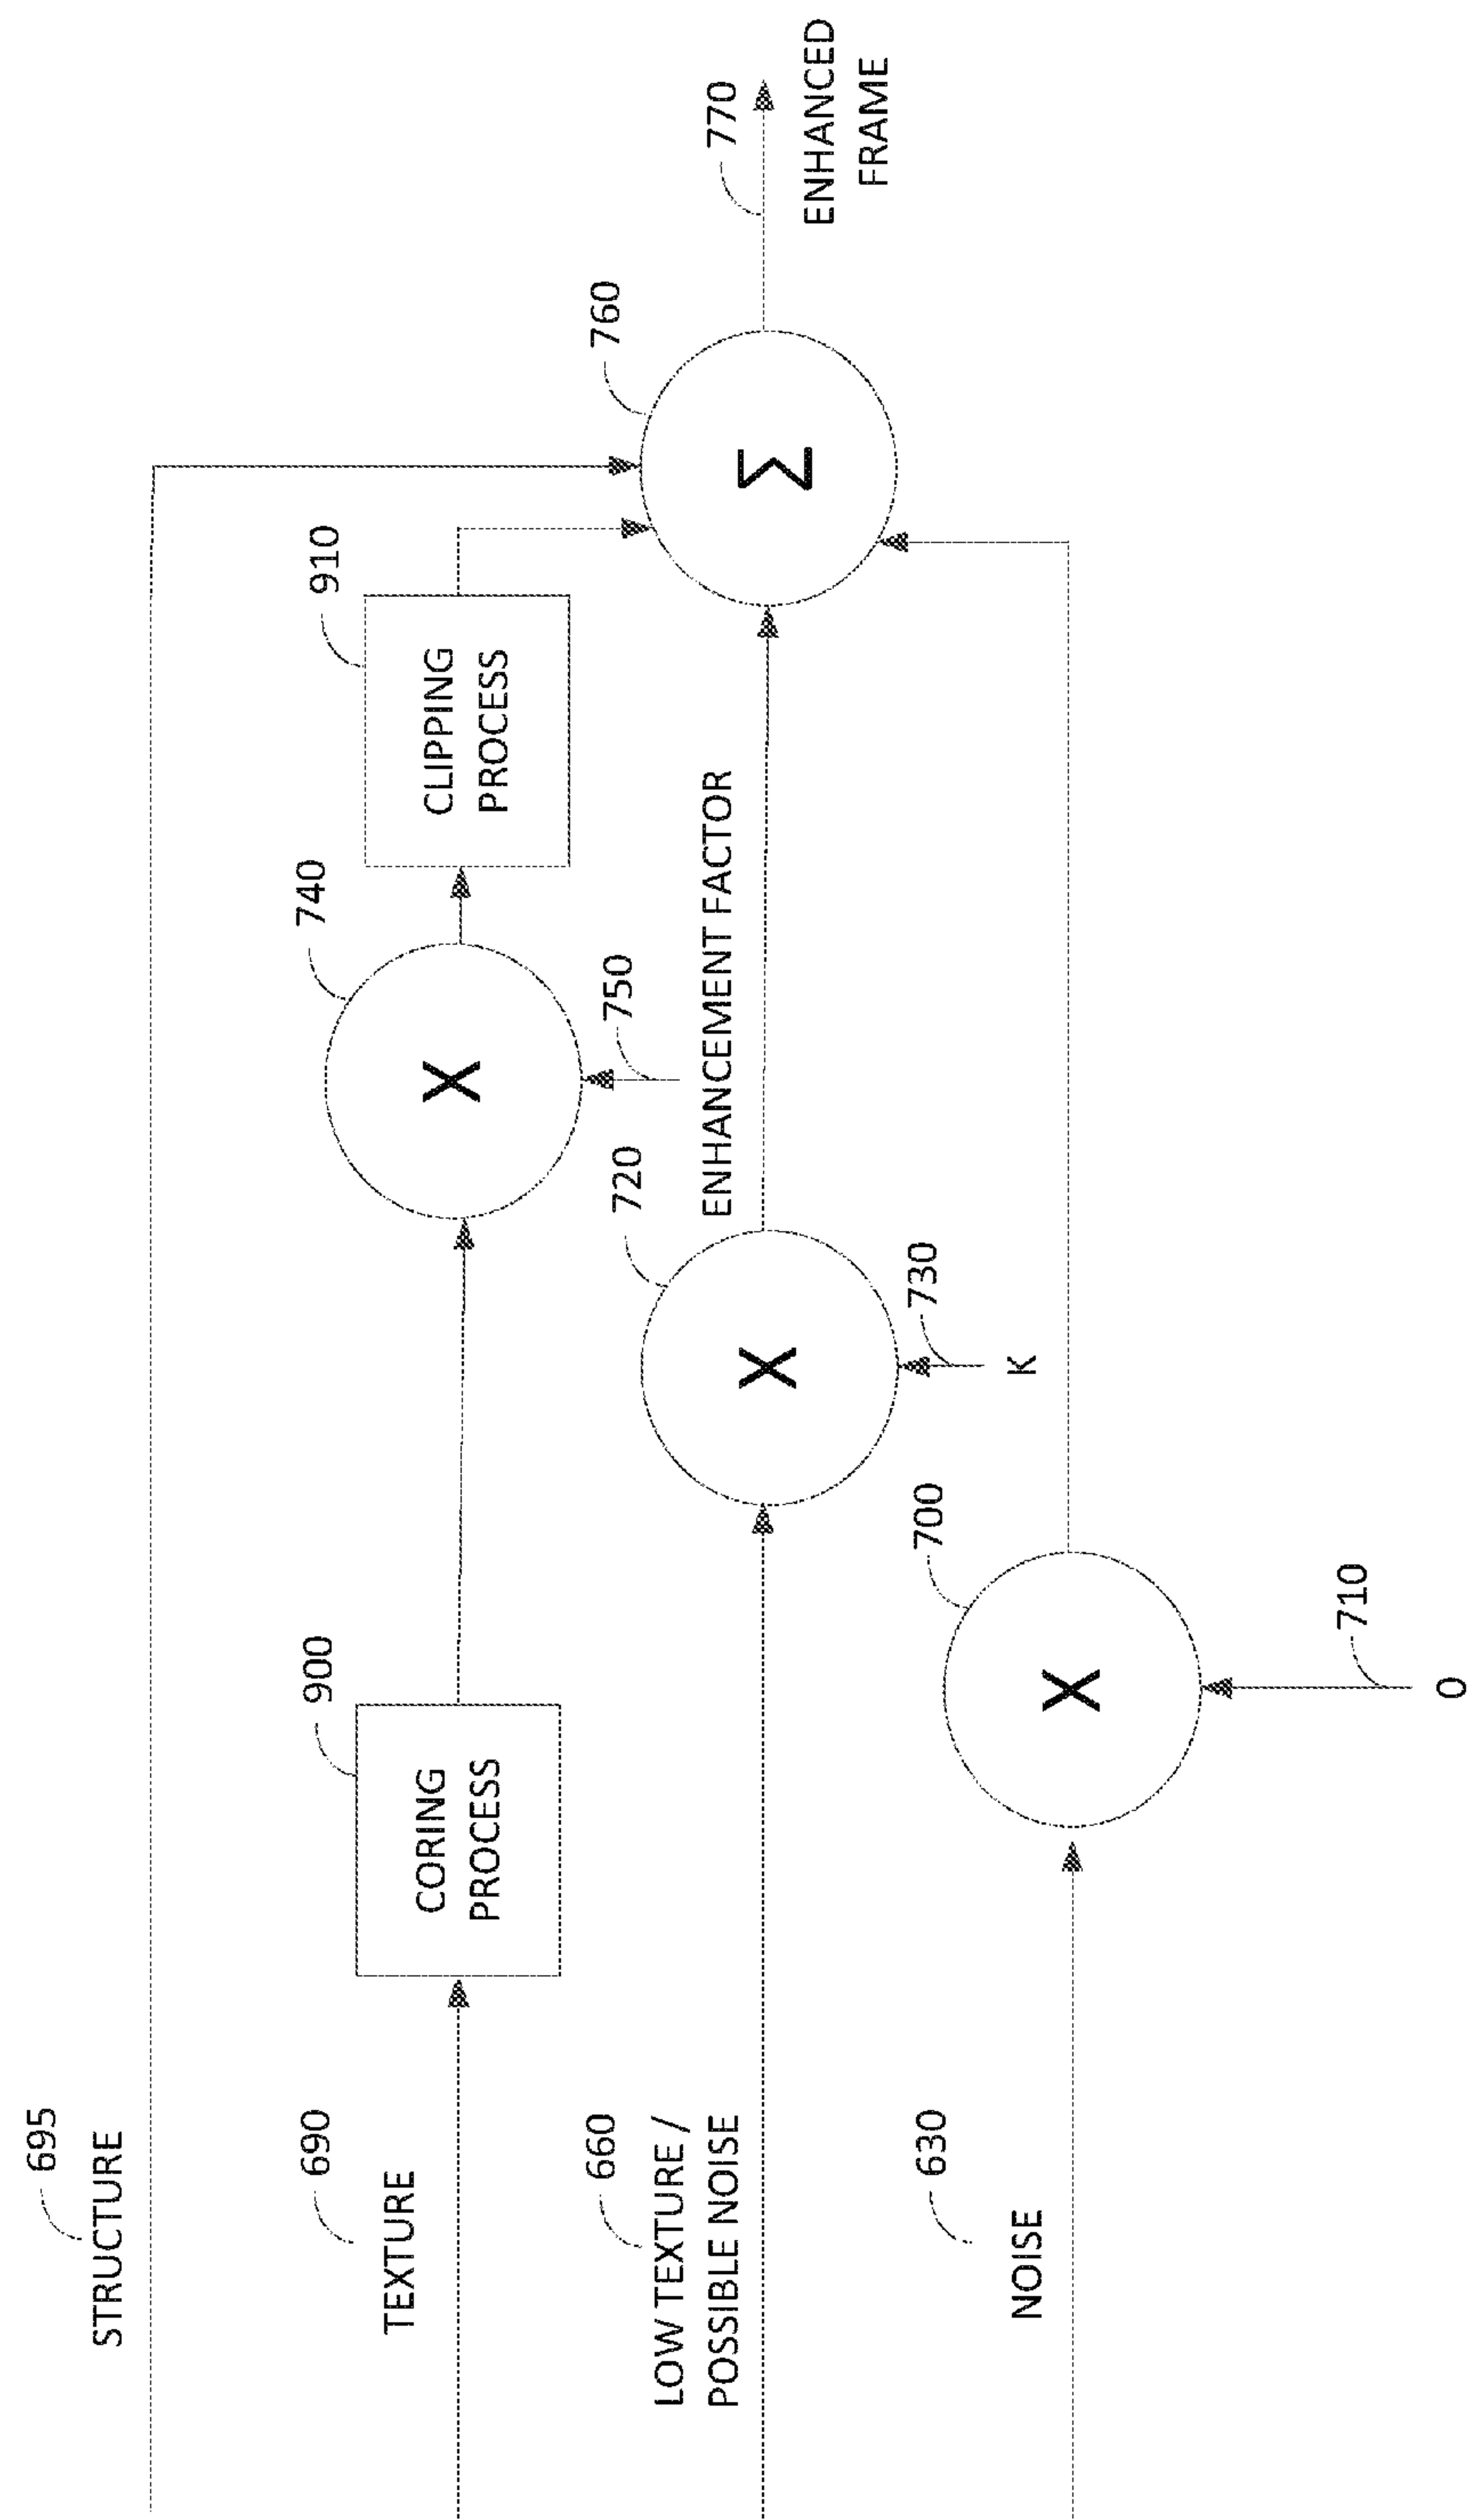 695
STRUCTURE
690
TEXTURE
660
LOW TEXTURE /
POSSIBLE NOISE
630
NOISE
900
CORING
PROCESS
740
X
750
ENHANCEMENT FACTOR
910
CLIPPING
PROCESS
720
X
730
K
700
X
710
0
760
Σ
770
ENHANCED
FRAME